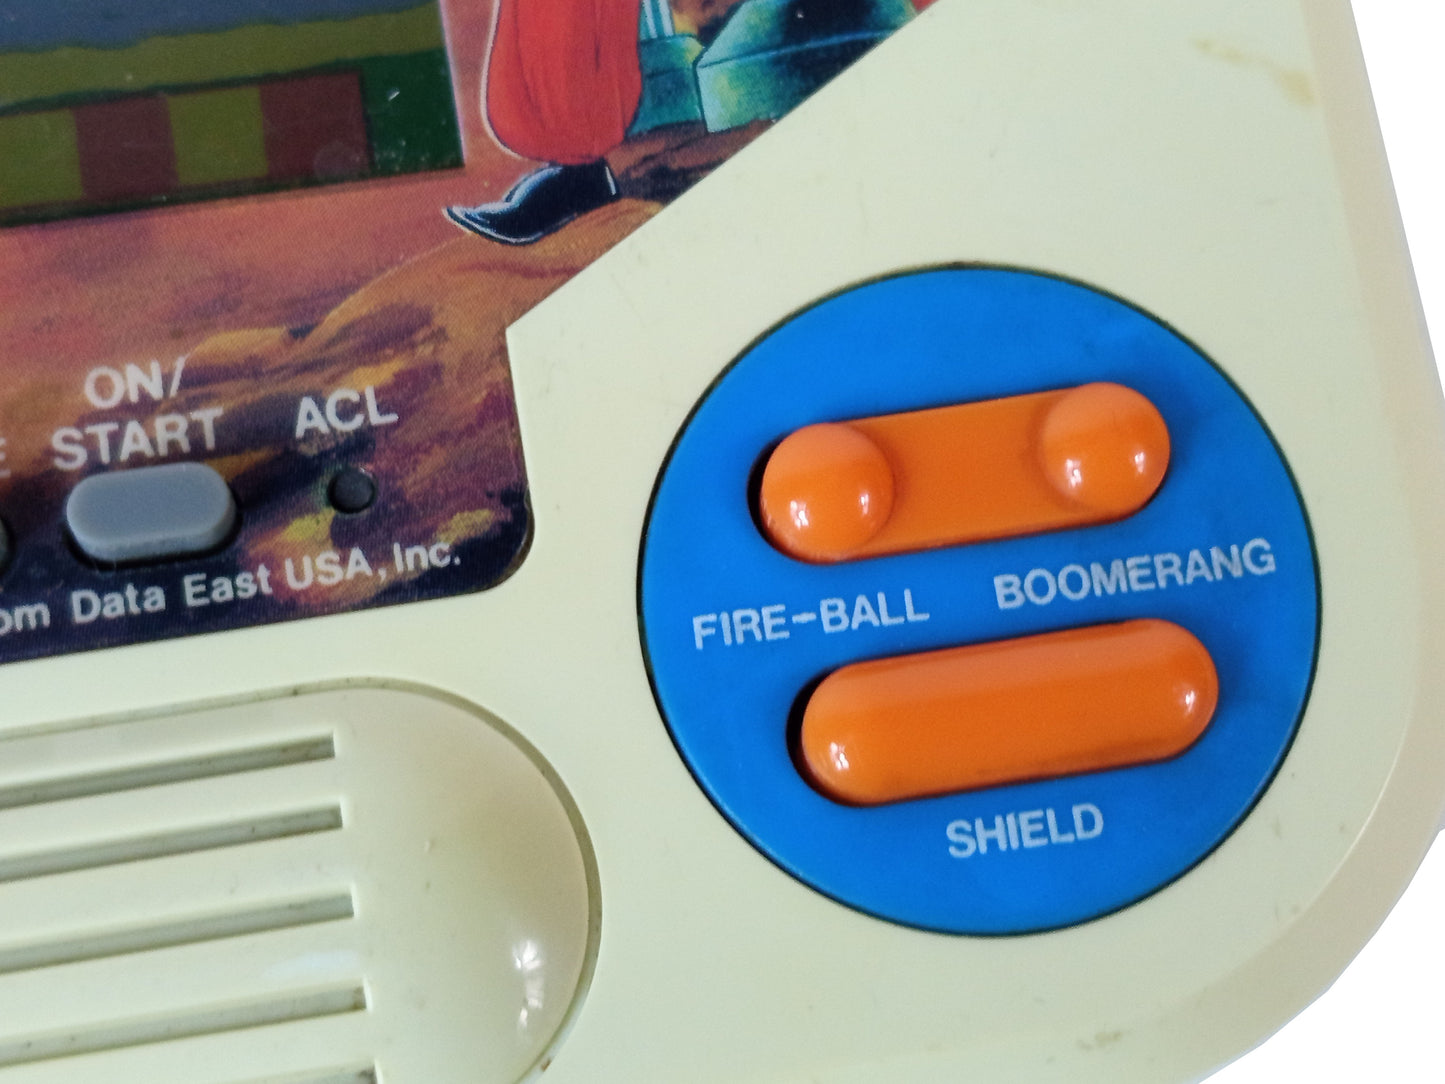 ON/
START
ACL
Data East USA, Inc.
FIRE-BALL
BOOMERANG
SHIELD